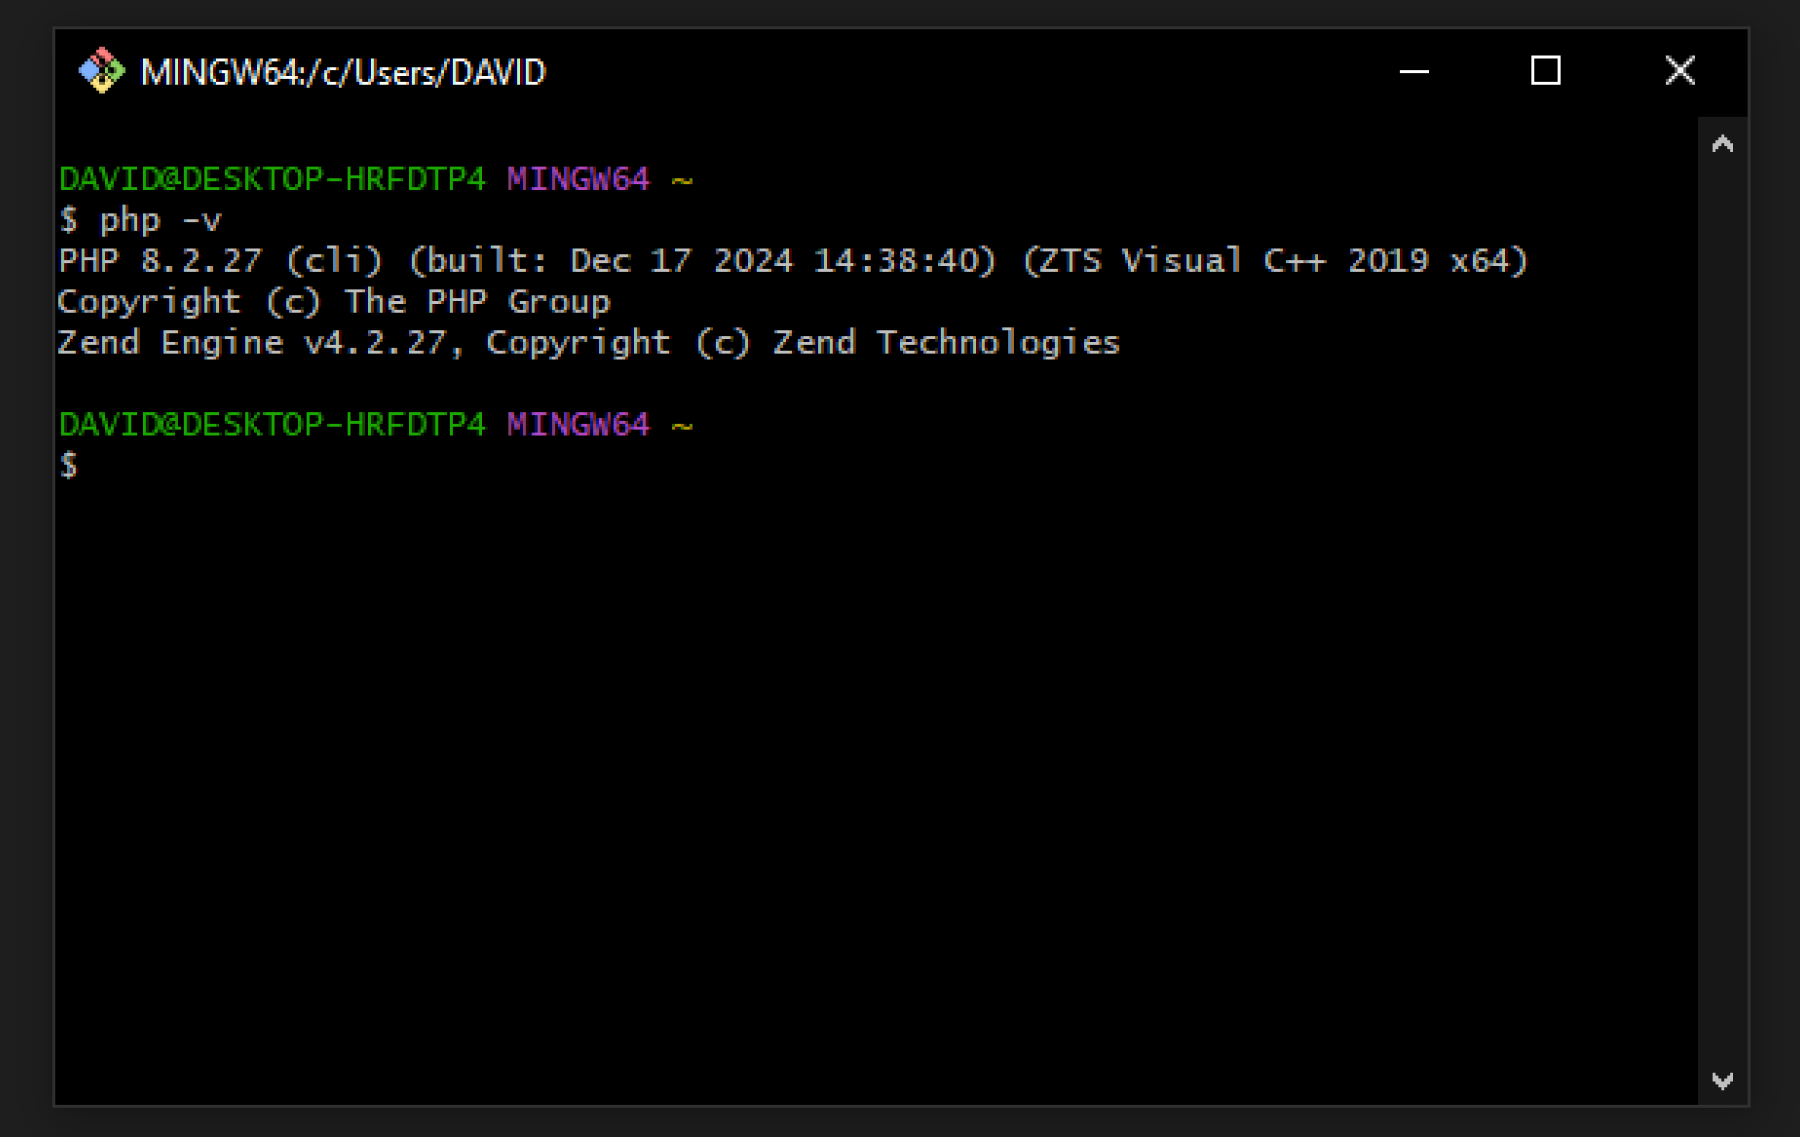 MINGW64:/c/Users/DAVID
DAVID@DESKTOP-HRFDTP4 MINGW64 ~
$ php -v
PHP 8.2.27 (cli) (built: Dec 17 2024 14:38:40) (ZTS Visual C++ 2019 x64)
Copyright (c) The PHP Group
Zend Engine v4.2.27, Copyright (c) Zend Technologies
DAVID@DESKTOP-HRFDTP4 MINGW64 ~
$